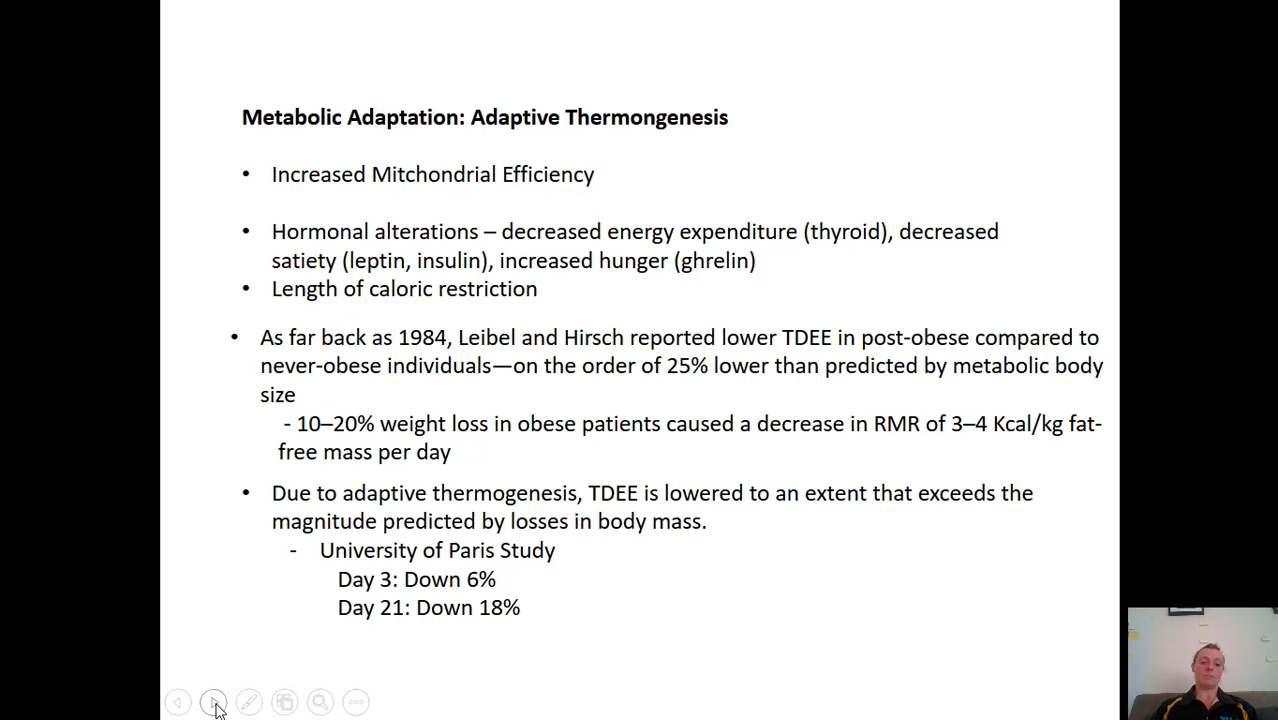 Metabolic Adaptation: Adaptive Thermongenesis
• Increased Mitchondrial Efficiency
• Hormonal alterations – decreased energy expenditure (thyroid), decreased
satiety (leptin, insulin), increased hunger (ghrelin)
• Length of caloric restriction
• As far back as 1984, Leibel and Hirsch reported lower TDEE in post-obese compared to
never-obese individuals—on the order of 25% lower than predicted by metabolic body
size
- 10–20% weight loss in obese patients caused a decrease in RMR of 3–4 Kcal/kg fat-
free mass per day
• Due to adaptive thermogenesis, TDEE is lowered to an extent that exceeds the
magnitude predicted by losses in body mass.
- University of Paris Study
Day 3: Down 6%
Day 21: Down 18%